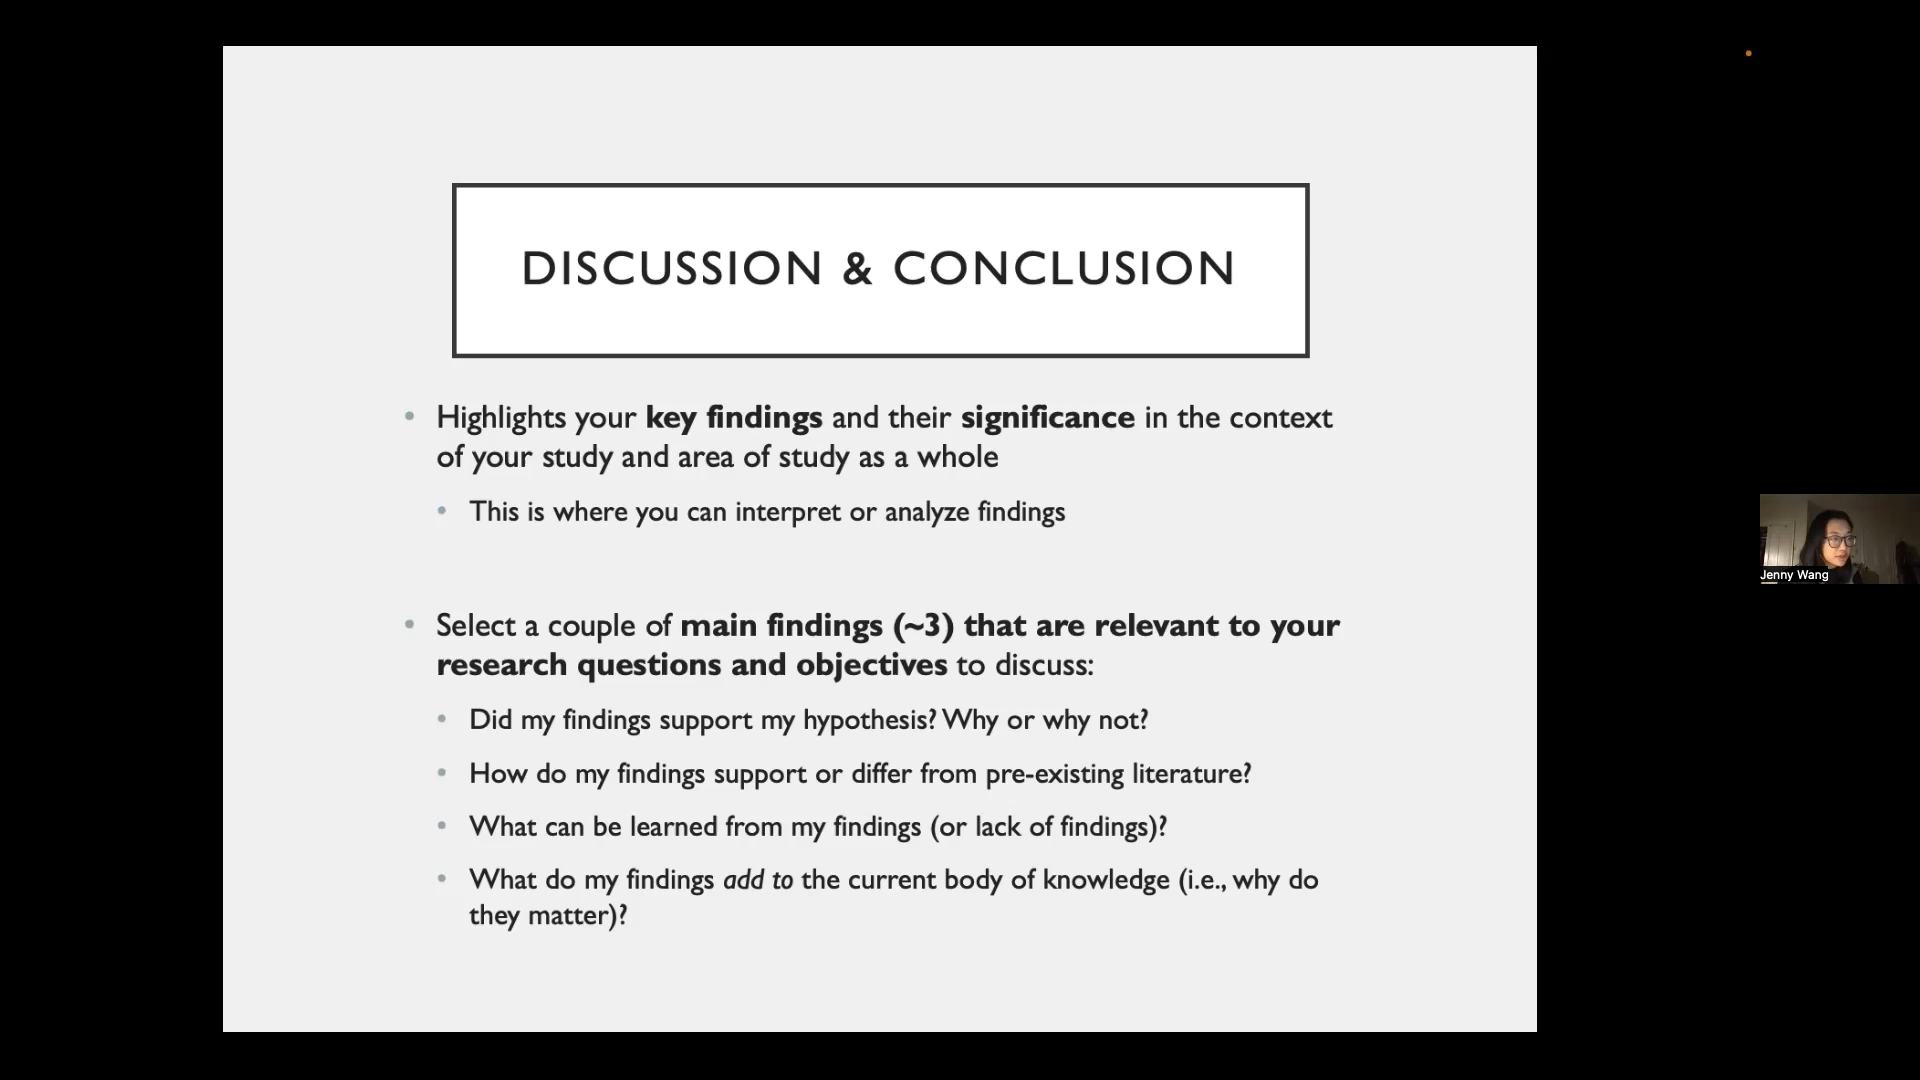 DISCUSSION & CONCLUSION
• Highlights your key findings and their significance in the context
of your study and area of study as a whole
• This is where you can interpret or analyze findings
• Select a couple of main findings (~3) that are relevant to your
research questions and objectives to discuss:
• Did my findings support my hypothesis? Why or why not?
• How do my findings support or differ from pre-existing literature?
• What can be learned from my findings (or lack of findings)?
• What do my findings add to the current body of knowledge (i.e., why do
they matter)?
Jenny Wang